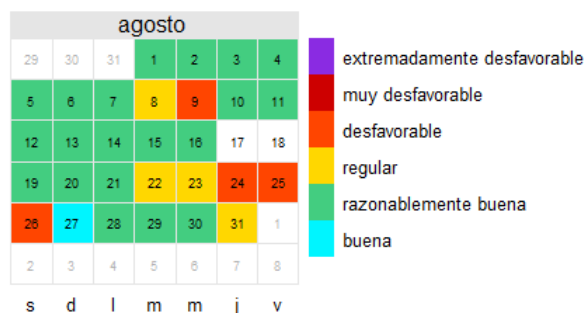 agosto
29 30 31 1 2 3 4
5 6 7 8 9 10 11
12 13 14 15 16 17 18
19 20 21 22 23 24 25
26 27 28 29 30 31 1
2 3 4 5 6 7 8
s d l m m j v
extremadamente desfavorable
muy desfavorable
desfavorable
regular
razonablemente buena
buena